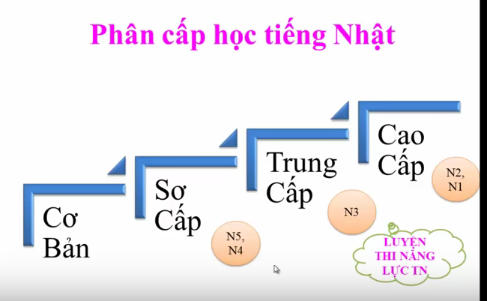 Phân cấp học tiếng Nhật
Cơ
Bản
Sơ
Cấp
N5,
N4
Trung
Cấp
N3
Cao
Cấp
N2,
N1
LUYỆN
THI NĂNG
LỰC TN